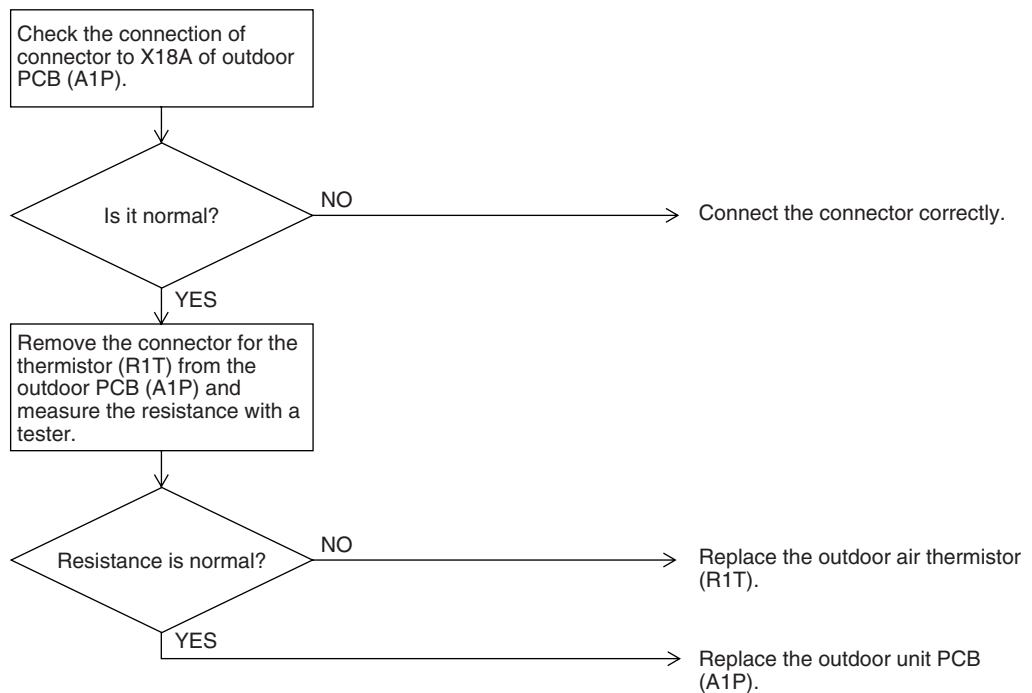 Check the connection of
connector to X18A of outdoor
PCB (A1P).
Is it normal?
NO
Connect the connector correctly.
YES
Remove the connector for the
thermistor (R1T) from the
outdoor PCB (A1P) and
measure the resistance with a
tester.
Resistance is normal?
NO
Replace the outdoor air thermistor
(R1T).
YES
Replace the outdoor unit PCB
(A1P).